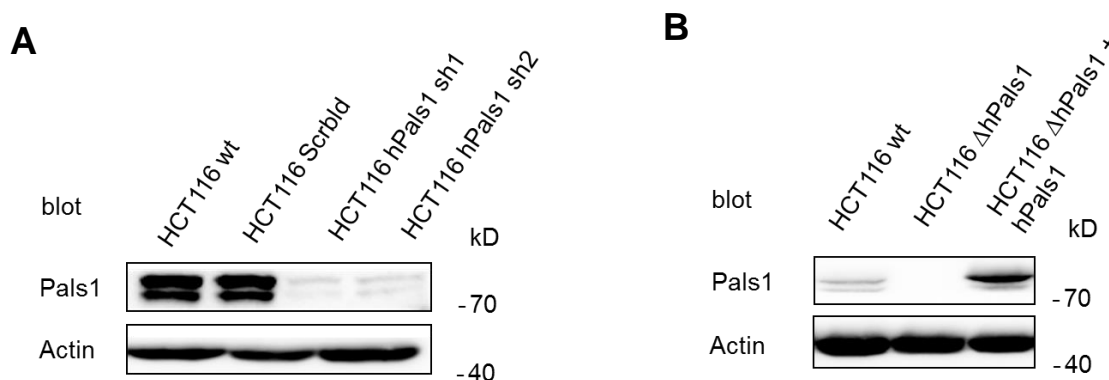 A
blot
HCT116 wt
HCT116 Scrbld
HCT116 hPals1 sh1
HCT116 hPals1 sh2
kD
Pals1
-70
Actin
-40
B
blot
HCT116 wt
HCT116 ΔhPals1
HCT116 ΔhPals1 +
hPals1
kD
Pals1
-70
Actin
-40